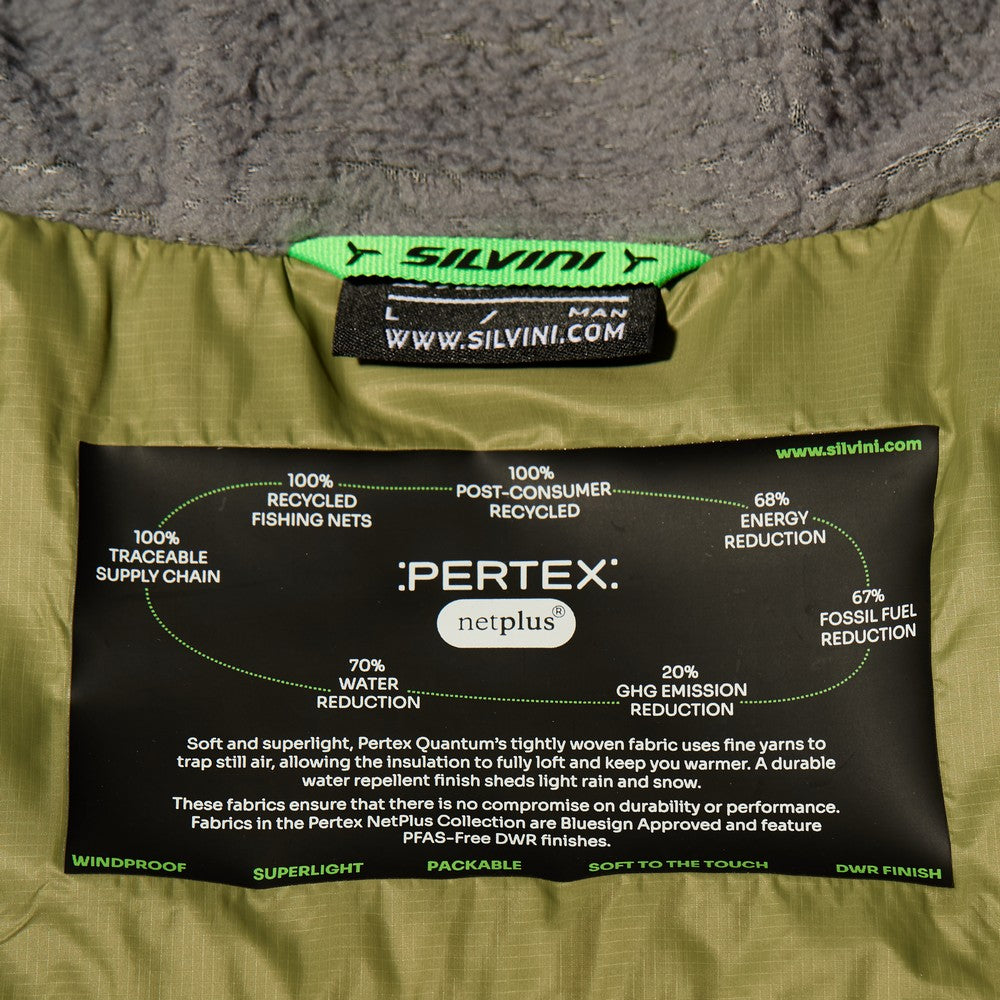 SILVINI
L / MAN
WWW.SILVINI.COM
www.silvini.com
100%
RECYCLED
FISHING NETS
100%
POST-CONSUMER
RECYCLED
68%
ENERGY
REDUCTION
100%
TRACEABLE
SUPPLY CHAIN
:PERTEX:
netplus®
67%
FOSSIL FUEL
REDUCTION
70%
WATER
REDUCTION
20%
GHG EMISSION
REDUCTION
Soft and superlight, Pertex Quantum's tightly woven fabric uses fine yarns to
trap still air, allowing the insulation to fully loft and keep you warmer. A durable
water repellent finish sheds light rain and snow.
These fabrics ensure that there is no compromise on durability or performance.
Fabrics in the Pertex NetPlus Collection are Bluesign Approved and feature
PFAS-Free DWR finishes.
WINDPROOF SUPERLIGHT PACKABLE SOFT TO THE TOUCH DWR FINISH